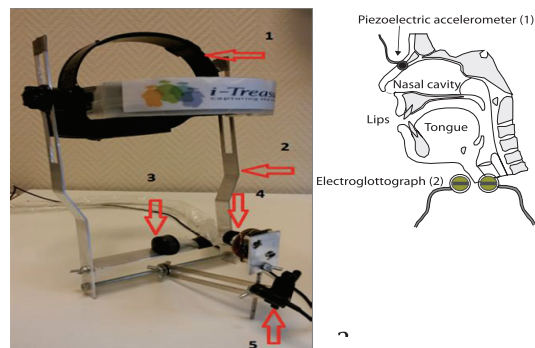 1
i-Treas
2
3
4
5
Piezoelectric accelerometer (1)
Nasal cavity
Lips
Tongue
Electroglottograph (2)